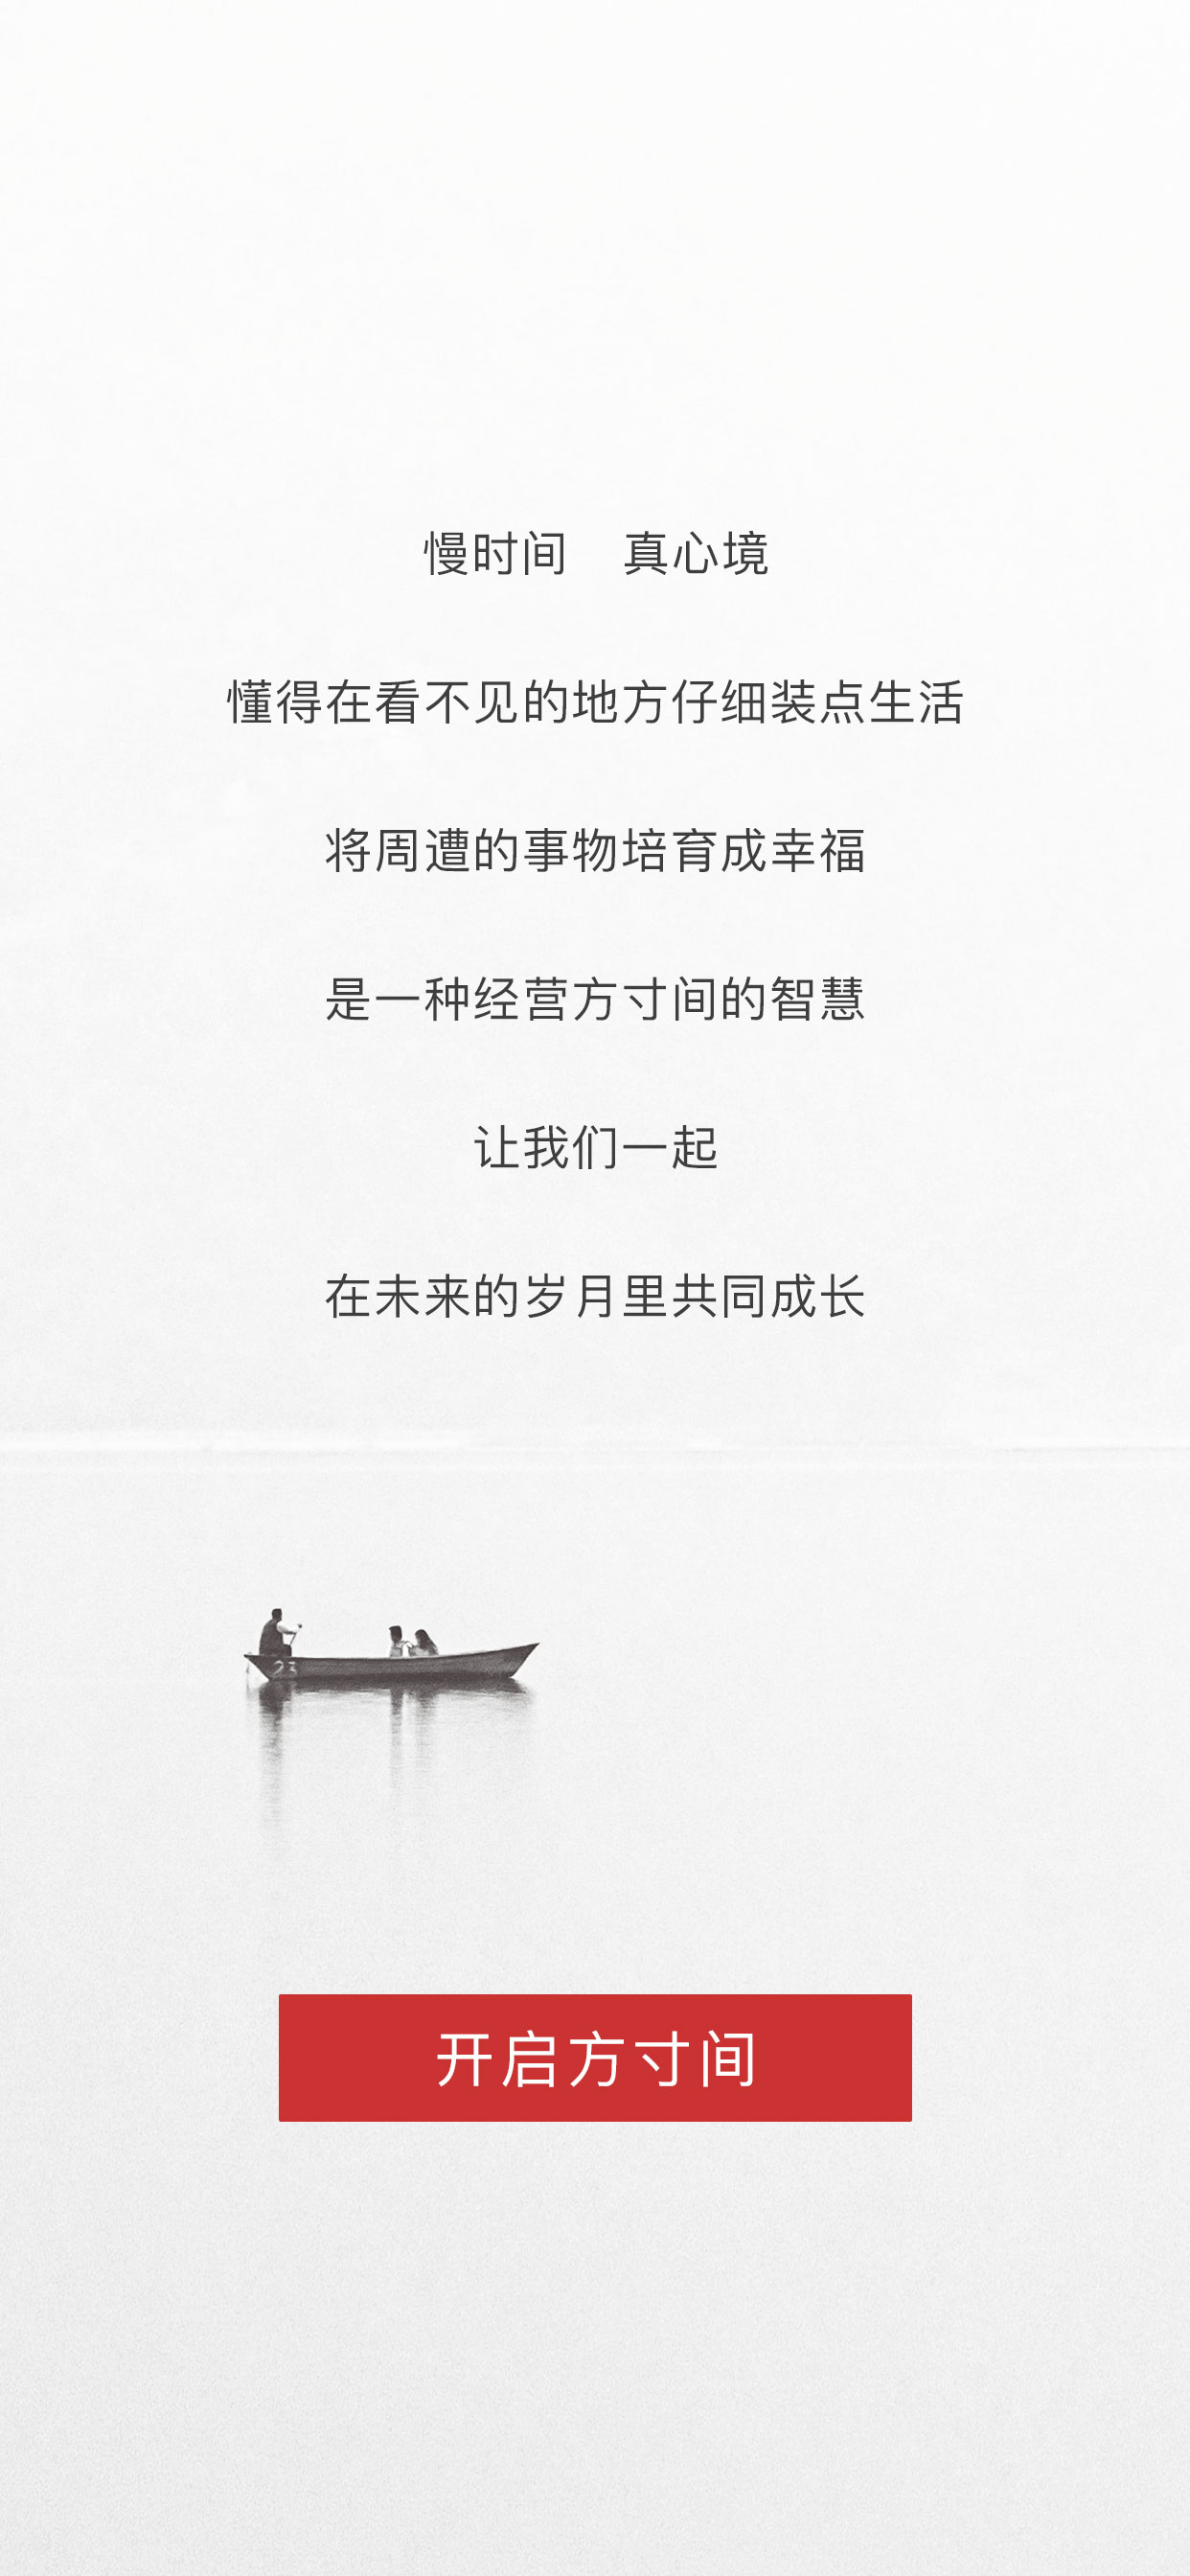 慢时间　真心境
懂得在看不见的地方仔细装点生活
将周遭的事物培育成幸福
是一种经营方寸间的智慧
让我们一起
在未来的岁月里共同成长
23
开启方寸间